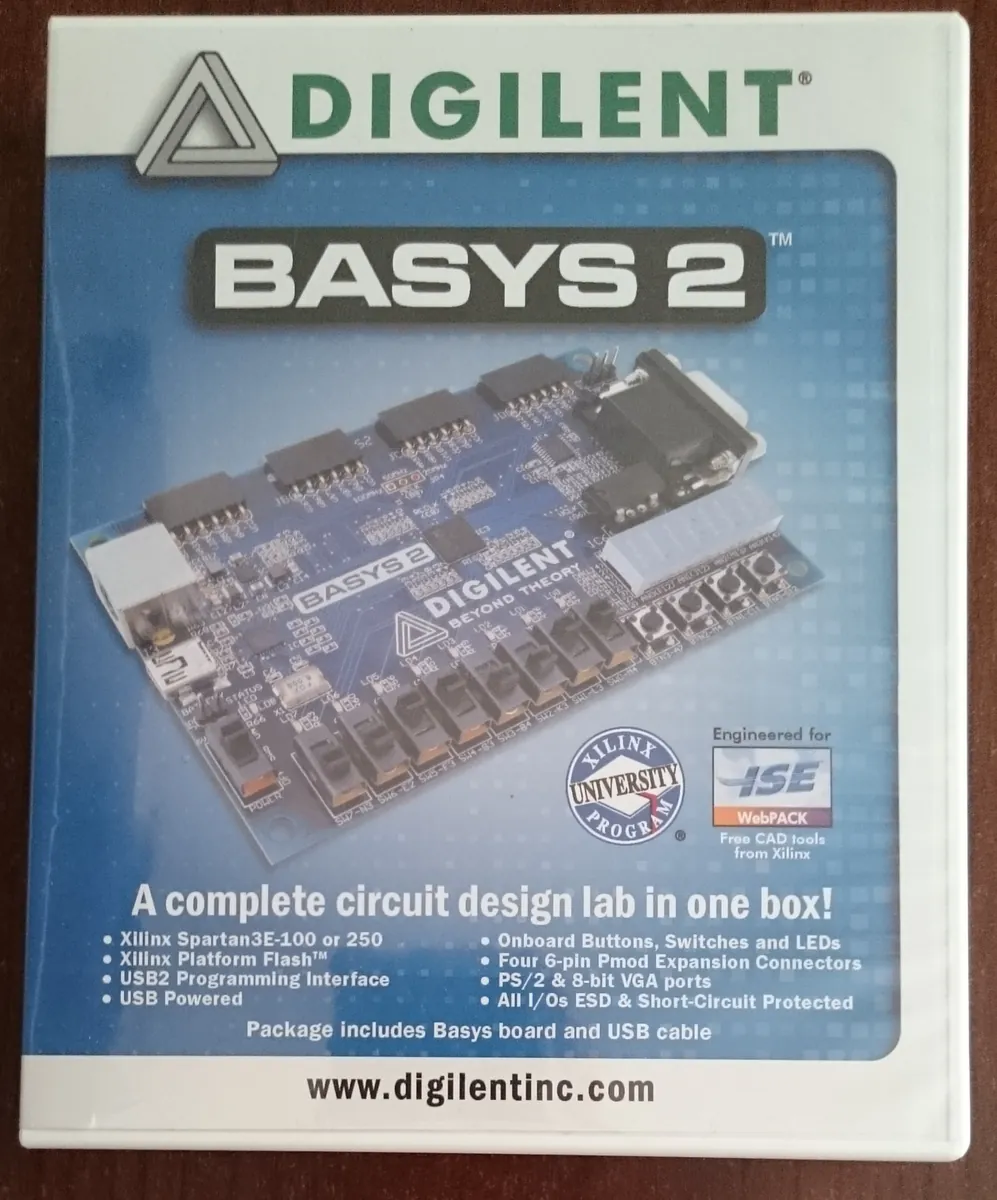 DIGILENT®
BASYS 2™
BASYS 2
DIGILENT®
BEYOND THEORY
STATUS
POWER
XILINX
UNIVERSITY
PROGRAM
®
Engineered for
ISE
WebPACK
Free CAD tools
from Xilinx
A complete circuit design lab in one box!
• Xilinx Spartan3E-100 or 250
• Xilinx Platform Flash™
• USB2 Programming Interface
• USB Powered
• Onboard Buttons, Switches and LEDs
• Four 6-pin Pmod Expansion Connectors
• PS/2 & 8-bit VGA ports
• All I/Os ESD & Short-Circuit Protected
Package includes Basys board and USB cable
www.digilentinc.com